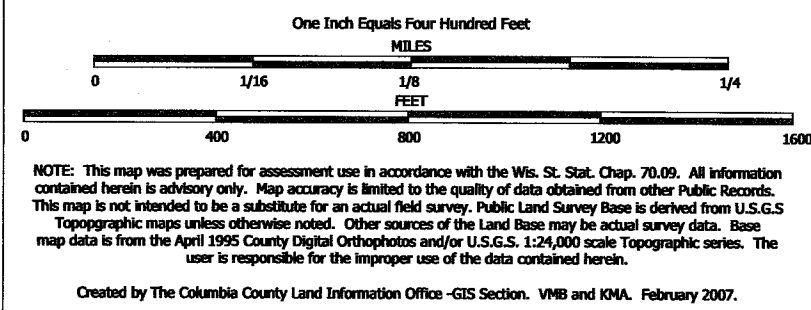 One Inch Equals Four Hundred Feet
MILES
0 1/16 1/8 1/4
FEET
0 400 800 1200 1600
NOTE: This map was prepared for assessment use in accordance with the Wis. St. Stat. Chap. 70.09. All information
contained herein is advisory only. Map accuracy is limited to the quality of data obtained from other Public Records.
This map is not intended to be a substitute for an actual field survey. Public Land Survey Base is derived from U.S.G.S
Topopgraphic maps unless otherwise noted. Other sources of the Land Base may be actual survey data. Base
map data is from the April 1995 County Digital Orthophotos and/or U.S.G.S. 1:24,000 scale Topographic series. The
user is responsible for the improper use of the data contained herein.
Created by The Columbia County Land Information Office -GIS Section. VMB and KMA. February 2007.